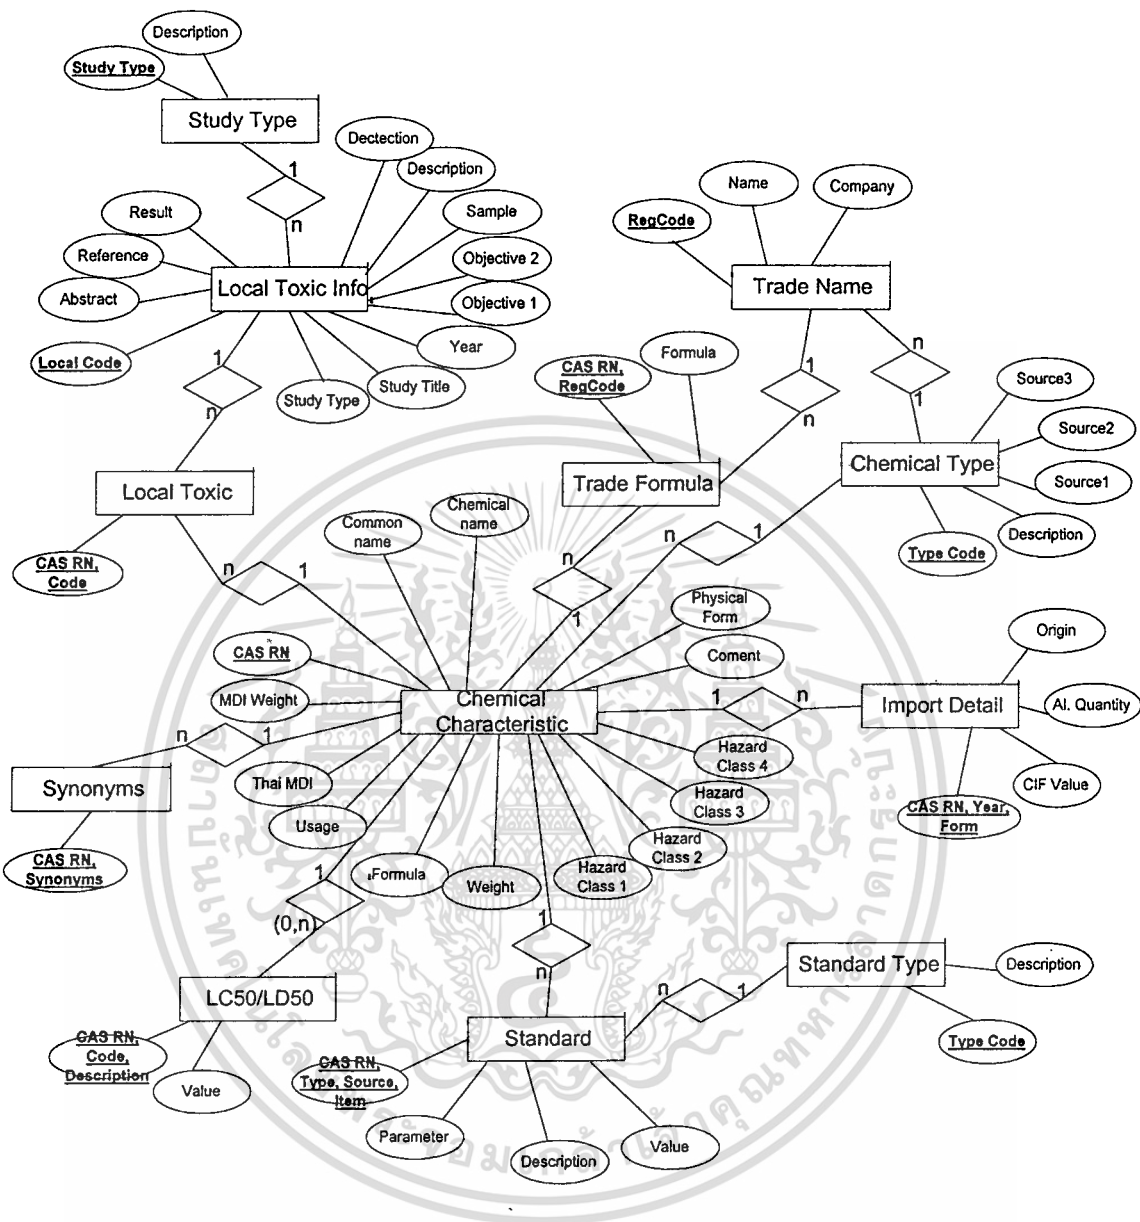 Description
Study Type
Study Type
1
n
Dectection
Description
Result
Sample
Reference
Objective 2
Abstract
Local Toxic Info
Objective 1
Local Code
Year
Study Title
Study Type
1
n
Name
Company
RegCode
Trade Name
1
n
n
1
CAS RN,
RegCode
Formula
Trade Formula
Source3
Source2
Chemical Type
Source1
Description
Type Code
Local Toxic
CAS RN,
Code
n
1
Common
name
Chemical
name
n
1
n
1
Physical
Form
Coment
CAS RN
MDI Weight
Chemical
Characteristic
1
n
Origin
Import Detail
Al. Quantity
CIF Value
CAS RN, Year,
Form
n
1
Synonyms
CAS RN,
Synonyms
Thai MDI
Usage
Formula
Weight
Hazard
Class 1
Hazard
Class 2
Hazard
Class 3
Hazard
Class 4
1
(0,n)
LC50/LD50
CAS RN,
Code,
Description
Value
1
n
Standard
n
1
Standard Type
Description
Type Code
CAS RN,
Type, Source,
Item
Parameter
Description
Value